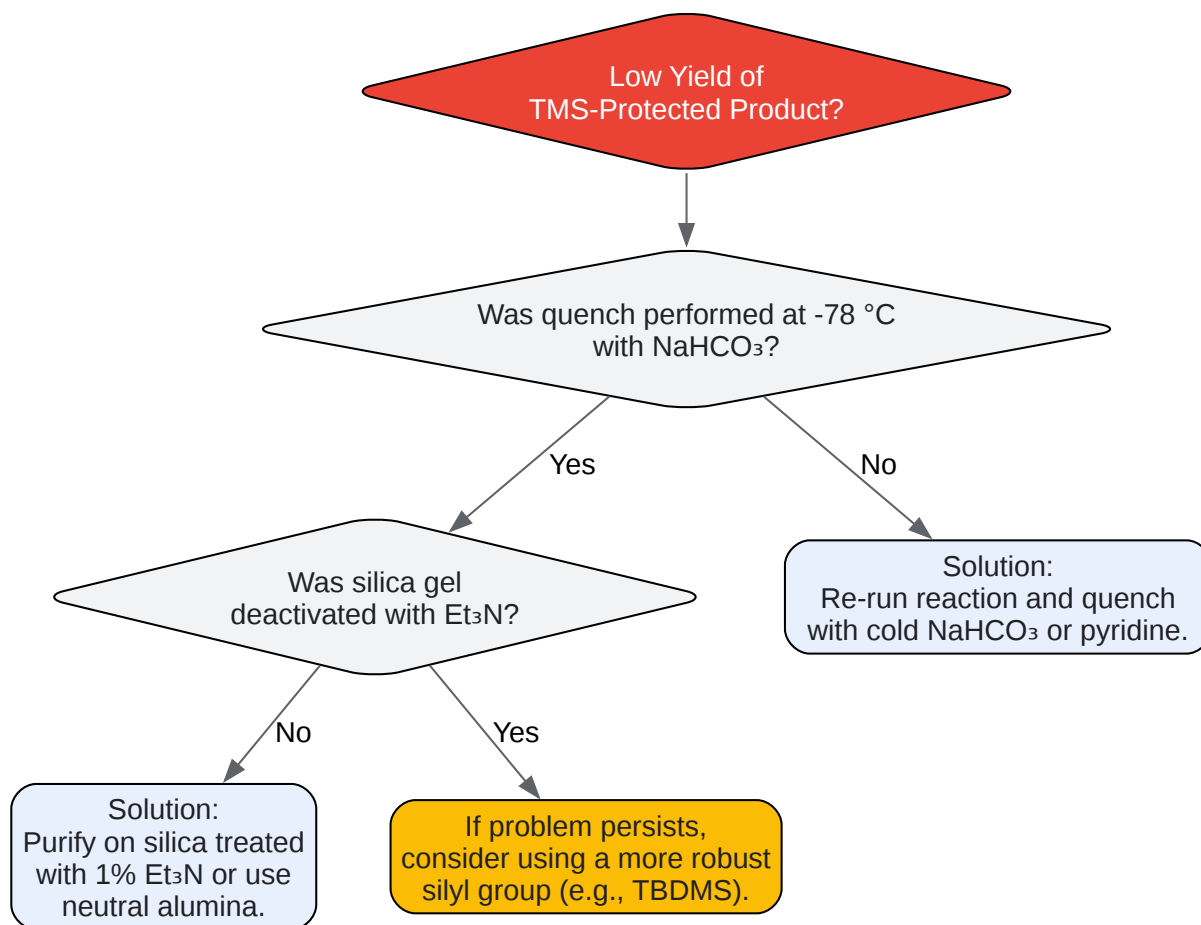 Low Yield of
TMS-Protected Product?
Was quench performed at -78 °C
with NaHCO₃?
Yes
No
Was silica gel
deactivated with Et₃N?
Solution:
Re-run reaction and quench
with cold NaHCO₃ or pyridine.
No
Yes
Solution:
Purify on silica treated
with 1% Et₃N or use
neutral alumina.
If problem persists,
consider using a more robust
silyl group (e.g., TBDMS).